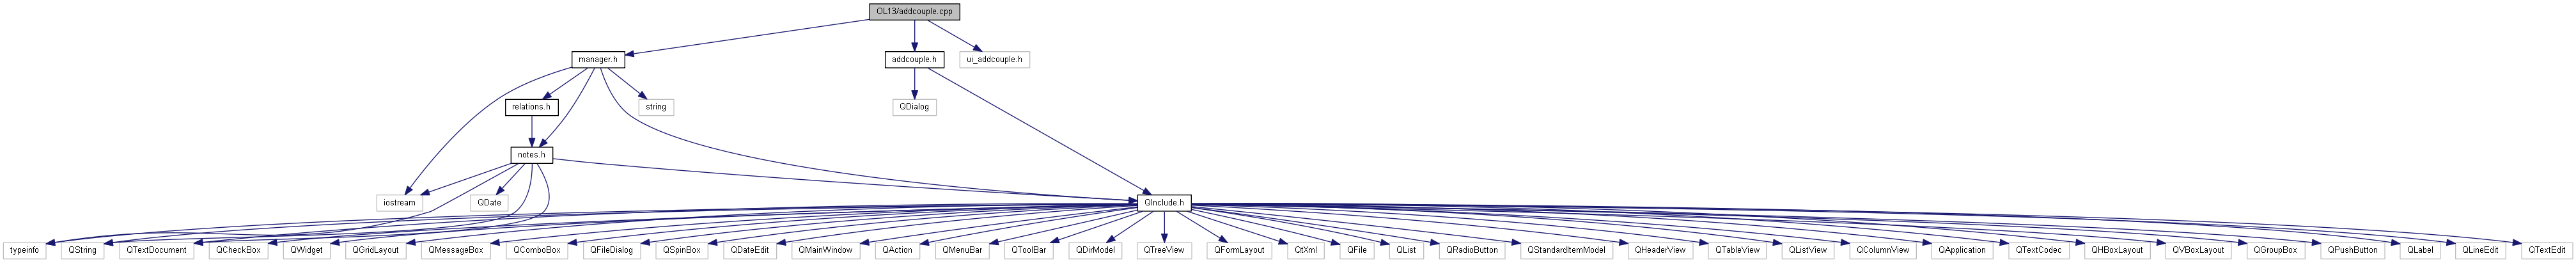 OL13/addcouple.cpp
manager.h
addcouple.h
ui_addcouple.h
relations.h
string
QDialog
notes.h
iostream
QDate
QInclude.h
typeinfo
QString
QTextDocument
QCheckBox
QWidget
QGridLayout
QMessageBox
QComboBox
QFileDialog
QSpinBox
QDateEdit
QMainWindow
QAction
QMenuBar
QToolBar
QDirModel
QTreeView
QFormLayout
QtXml
QFile
QList
QRadioButton
QStandardItemModel
QHeaderView
QTableView
QListView
QColumnView
QApplication
QTextCodec
QHBoxLayout
QVBoxLayout
QGroupBox
QPushButton
QLabel
QLineEdit
QTextEdit